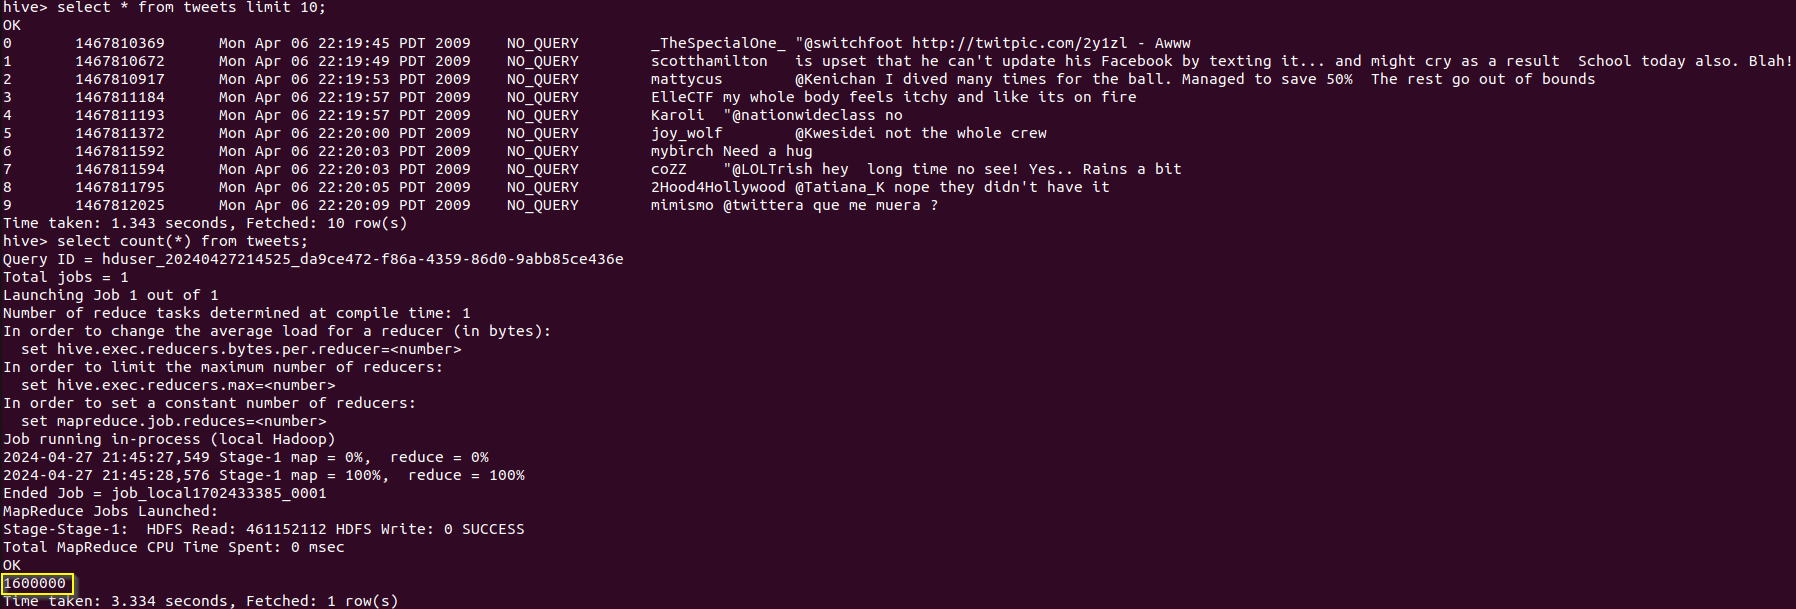 hive> select * from tweets limit 10;
OK
0       1467810369      Mon Apr 06 22:19:45 PDT 2009    NO_QUERY        _TheSpecialOne_ "@switchfoot http://twitpic.com/2y1zl - Awww
1       1467810672      Mon Apr 06 22:19:49 PDT 2009    NO_QUERY        scotthamilton   is upset that he can't update his Facebook by texting it... and might cry as a result  School today also. Blah!
2       1467810917      Mon Apr 06 22:19:53 PDT 2009    NO_QUERY        mattycus        @Kenichan I dived many times for the ball. Managed to save 50%  The rest go out of bounds
3       1467811184      Mon Apr 06 22:19:57 PDT 2009    NO_QUERY        ElleCTF my whole body feels itchy and like its on fire
4       1467811193      Mon Apr 06 22:19:57 PDT 2009    NO_QUERY        Karoli  "@nationwideclass no
5       1467811372      Mon Apr 06 22:20:00 PDT 2009    NO_QUERY        joy_wolf        @Kwesidei not the whole crew
6       1467811592      Mon Apr 06 22:20:03 PDT 2009    NO_QUERY        mybirch Need a hug
7       1467811594      Mon Apr 06 22:20:03 PDT 2009    NO_QUERY        coZZ    "@LOLTrish hey  long time no see! Yes.. Rains a bit
8       1467811795      Mon Apr 06 22:20:05 PDT 2009    NO_QUERY        2Hood4Hollywood @Tatiana_K nope they didn't have it
9       1467812025      Mon Apr 06 22:20:09 PDT 2009    NO_QUERY        mimismo @twittera que me muera ?
Time taken: 1.343 seconds, Fetched: 10 row(s)
hive> select count(*) from tweets;
Query ID = hduser_20240427214525_da9ce472-f86a-4359-86d0-9abb85ce436e
Total jobs = 1
Launching Job 1 out of 1
Number of reduce tasks determined at compile time: 1
In order to change the average load for a reducer (in bytes):
  set hive.exec.reducers.bytes.per.reducer=<number>
In order to limit the maximum number of reducers:
  set hive.exec.reducers.max=<number>
In order to set a constant number of reducers:
  set mapreduce.job.reduces=<number>
Job running in-process (local Hadoop)
2024-04-27 21:45:27,549 Stage-1 map = 0%,  reduce = 0%
2024-04-27 21:45:28,576 Stage-1 map = 100%,  reduce = 100%
Ended Job = job_local1702433385_0001
MapReduce Jobs Launched:
Stage-Stage-1:  HDFS Read: 461152112 HDFS Write: 0 SUCCESS
Total MapReduce CPU Time Spent: 0 msec
OK
1600000
Time taken: 3.334 seconds, Fetched: 1 row(s)